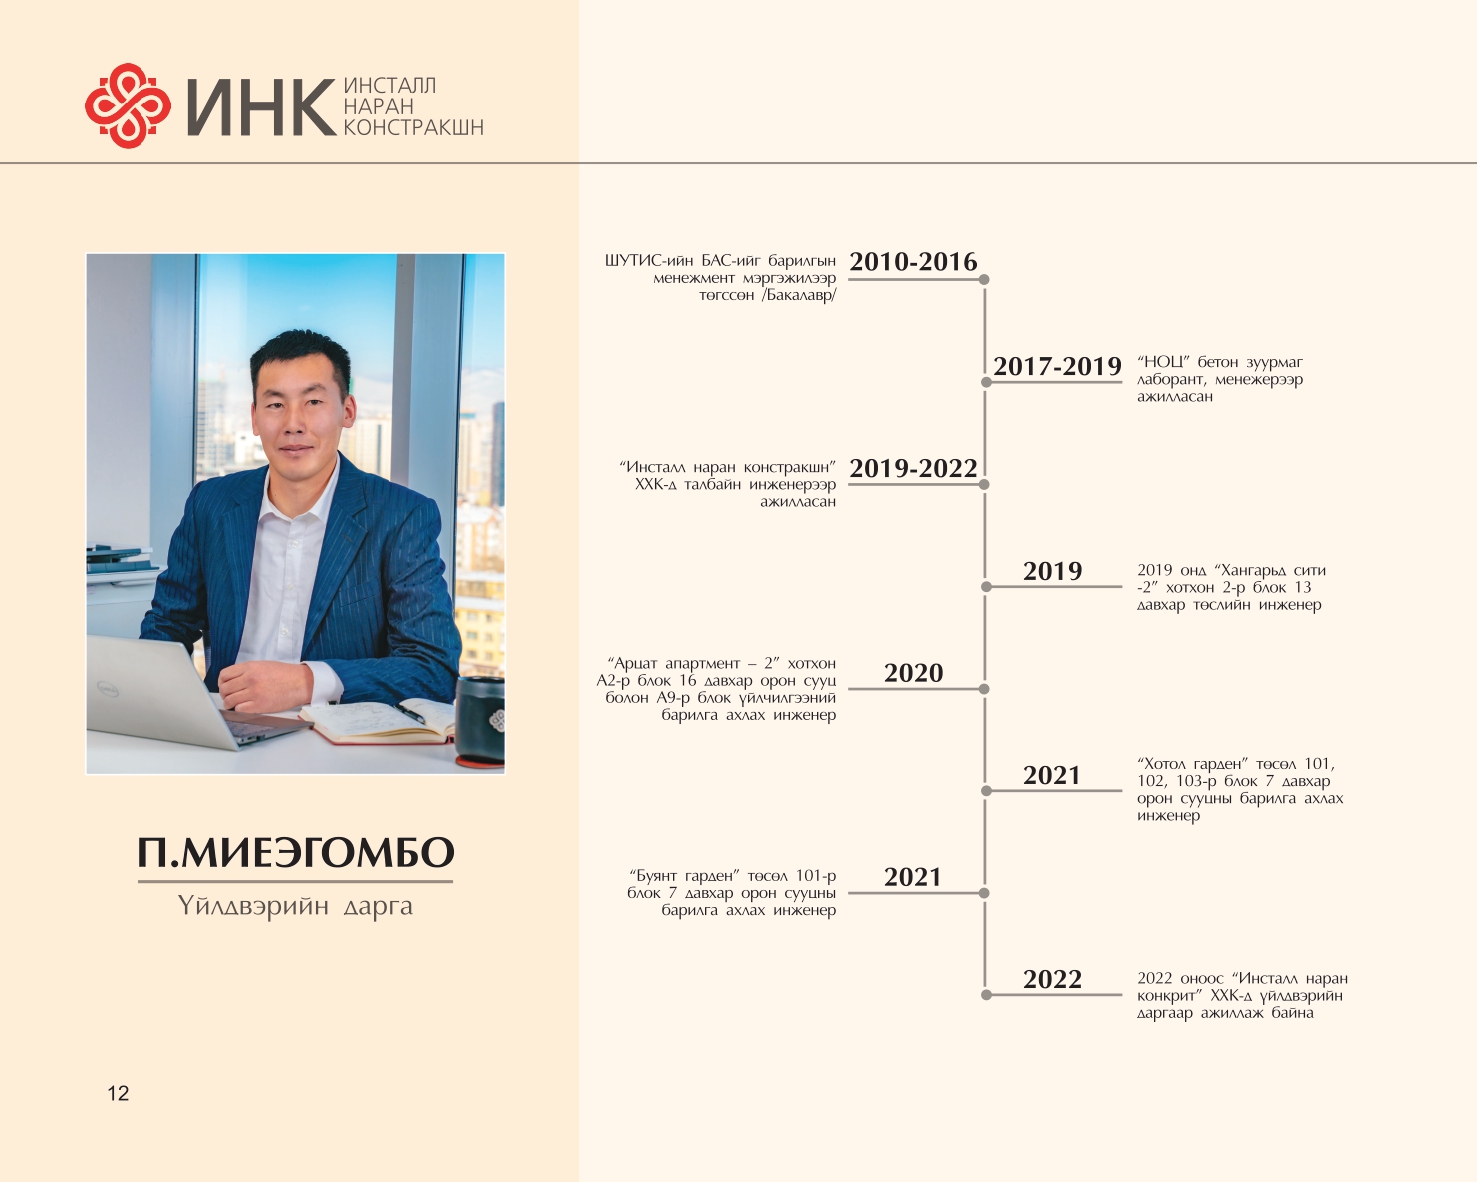 ИНК
ИНСТАЛЛ
НАРАН
КОНСТРАКШН
П.МИЕЭГОМБО
Үйлдвэрийн дарга
12
ШУТИС-ийн БАС-ийг барилгын
менежмент мэргэжилээр
төгссөн /Бакалавр/
2010-2016
2017-2019
“НОЦ” бетон зуурмаг
лаборант, менежерээр
ажилласан
“Инсталл наран констракшн”
ХХК-д талбайн инженерээр
ажилласан
2019-2022
2019
2019 онд “Хангарьд сити
-2” хотхон 2-р блок 13
давхар төслийн инженер
“Арцат апартмент – 2” хотхон
А2-р блок 16 давхар орон сууц
болон А9-р блок үйлчилгээний
барилга ахлах инженер
2020
2021
“Хотол гарден” төсөл 101,
102, 103-р блок 7 давхар
орон сууцны барилга ахлах
инженер
“Буянт гарден” төсөл 101-р
блок 7 давхар орон сууцны
барилга ахлах инженер
2021
2022
2022 оноос “Инсталл наран
конкрит” ХХК-д үйлдвэрийн
даргаар ажиллаж байна